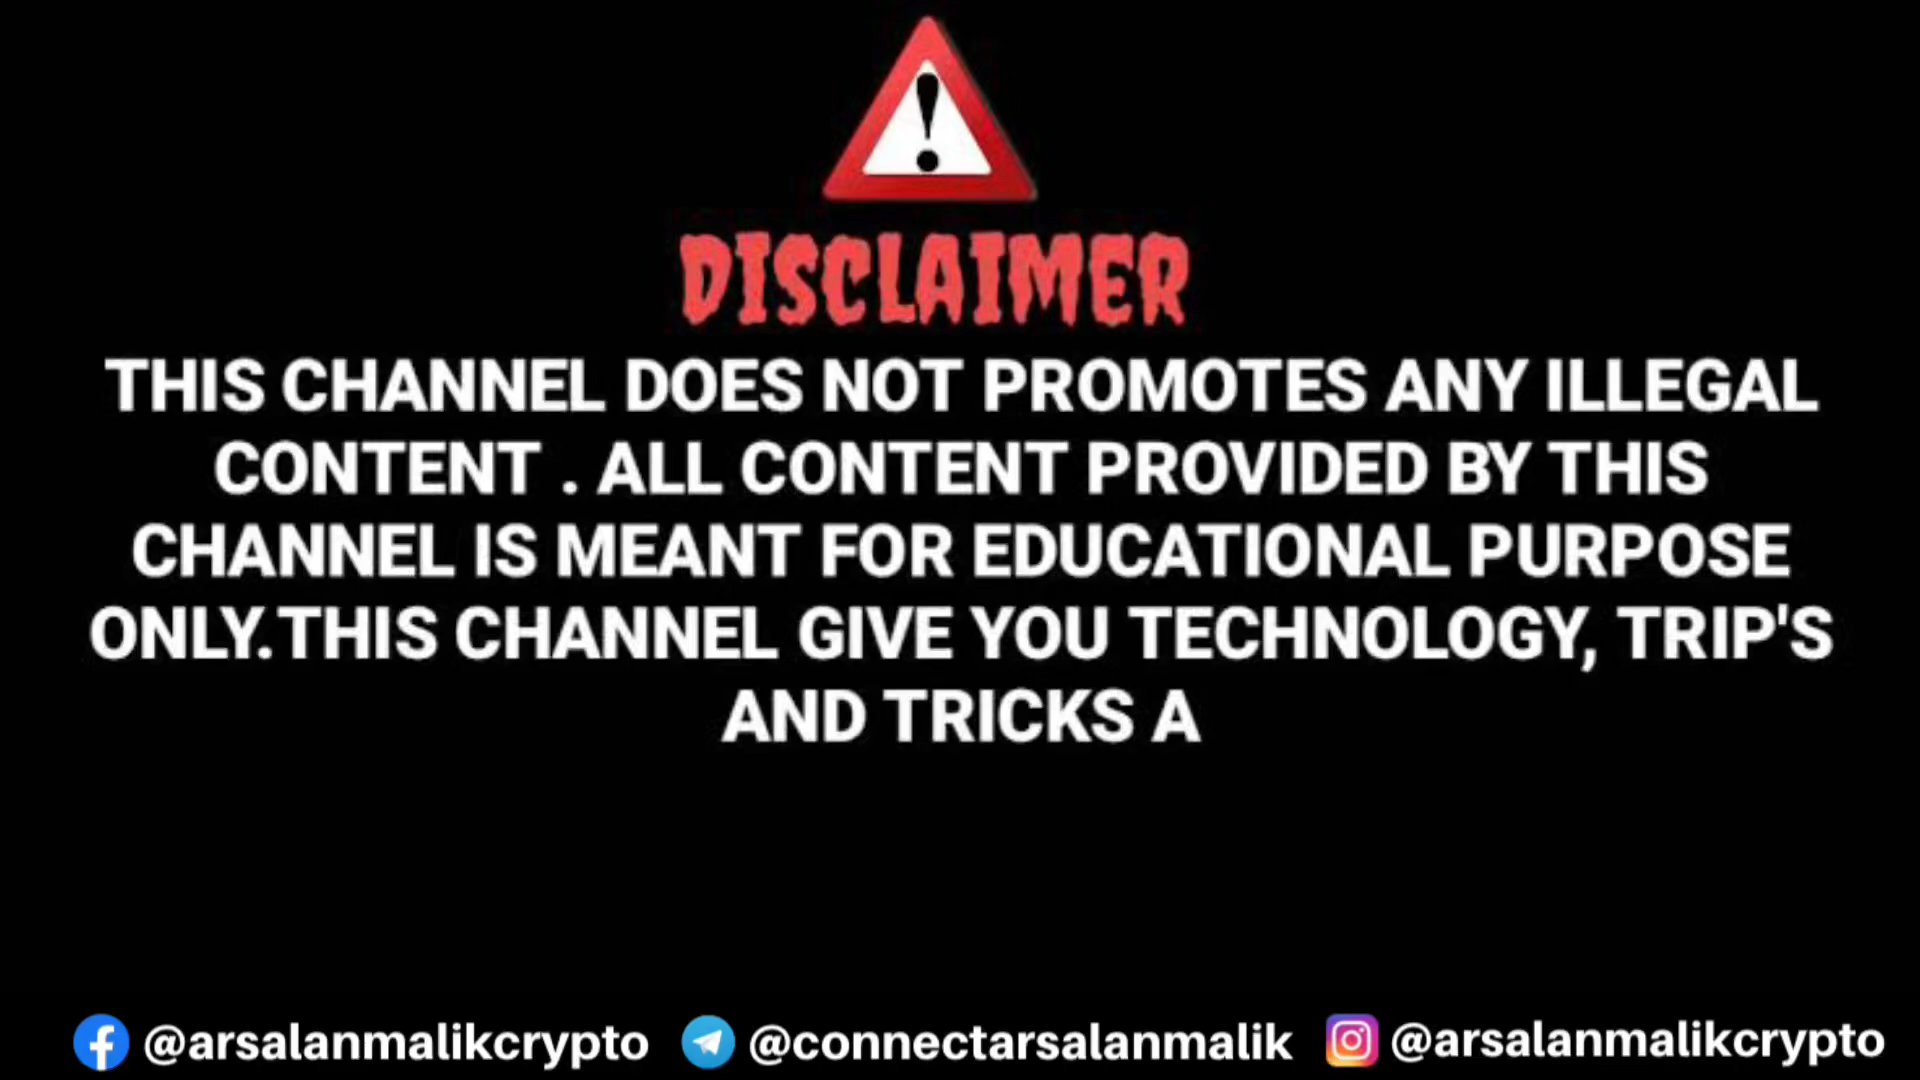 DISCLAIMER
THIS CHANNEL DOES NOT PROMOTES ANY ILLEGAL
CONTENT . ALL CONTENT PROVIDED BY THIS
CHANNEL IS MEANT FOR EDUCATIONAL PURPOSE
ONLY.THIS CHANNEL GIVE YOU TECHNOLOGY, TRIP'S
AND TRICKS A
@arsalanmalikcrypto @connectarsalanmalik @arsalanmalikcrypto